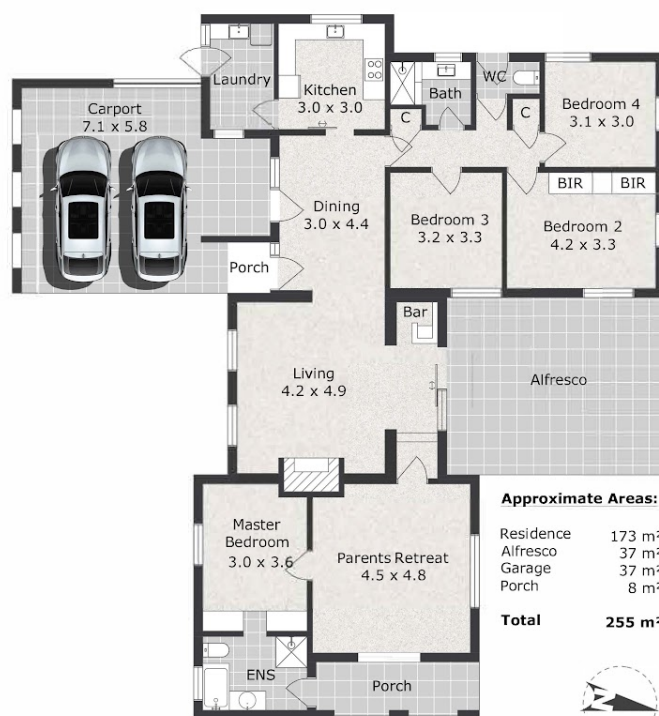 Laundry
Kitchen
3.0 x 3.0
Bath
WC
Bedroom 4
3.1 x 3.0
Carport
7.1 x 5.8
C
C
BIR
BIR
Dining
3.0 x 4.4
Bedroom 3
3.2 x 3.3
Bedroom 2
4.2 x 3.3
Porch
Bar
Living
4.2 x 4.9
Alfresco
Master
Bedroom
3.0 x 3.6
Parents Retreat
4.5 x 4.8
ENS
Porch
Approximate Areas:
Residence 173 m²
Alfresco 37 m²
Garage 37 m²
Porch 8 m²
Total 255 m²